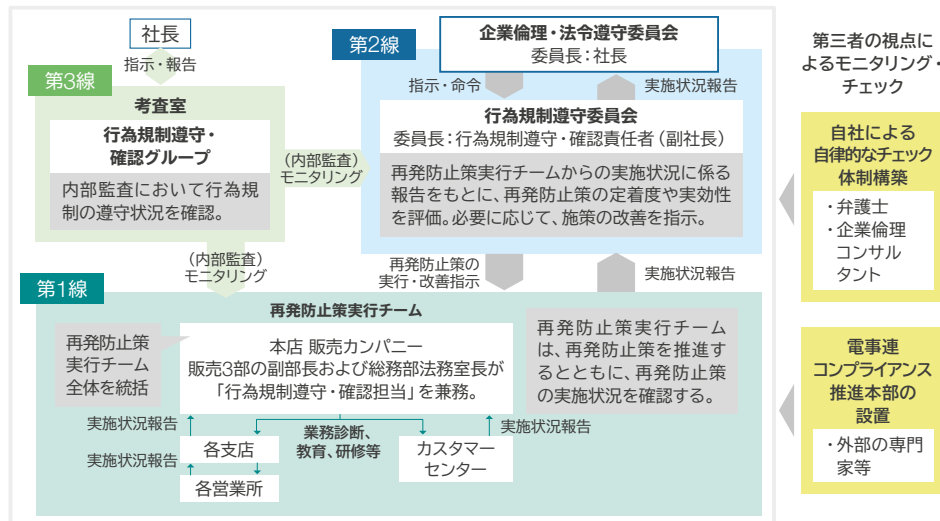 社長
指示・報告
第3線
考査室
行為規制遵守・
確認グループ
内部監査において行為規
制の遵守状況を確認。
(内部監査)
モニタリング
(内部監査)
モニタリング
第2線
企業倫理・法令遵守委員会
委員長：社長
指示・命令
実施状況報告
行為規制遵守委員会
委員長：行為規制遵守・確認責任者(副社長)
再発防止策実行チームからの実施状況に係る
報告をもとに、再発防止策の定着度や実効性
を評価。必要に応じて、施策の改善を指示。
再発防止策の
実行・改善指示
実施状況報告
第1線
再発防止策実行チーム
再発防止策
実行チーム
全体を統括
本店 販売カンパニー
販売3部の副部長および総務部法務室長が
「行為規制遵守・確認担当」を兼務。
再発防止策実行チーム
は、再発防止策を推進す
るとともに、再発防止策
の実施状況を確認する。
実施状況報告
各支店
業務診断、
教育、研修等
カスタマー
センター
実施状況報告
実施状況報告
各営業所
第三者の視点に
よるモニタリング・
チェック
自社による
自律的なチェック
体制構築
・弁護士
・企業倫理
コンサル
タント
電事連
コンプライアンス
推進本部の
設置
・外部の専門
家等